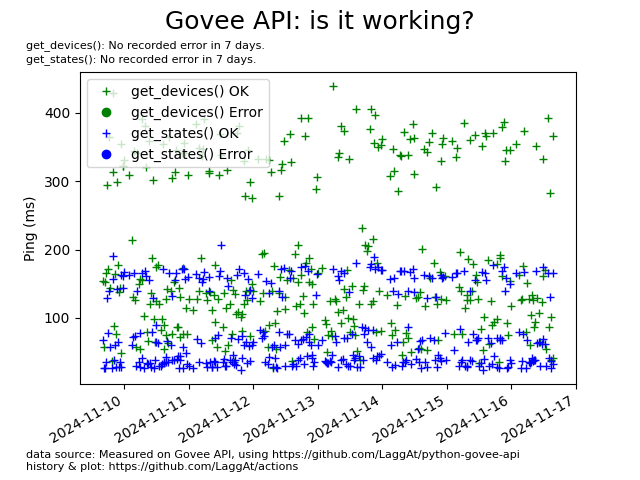 Govee API: is it working?
get_devices(): No recorded error in 7 days.
get_states(): No recorded error in 7 days.
get_devices() OK
get_devices() Error
get_states() OK
get_states() Error
Ping (ms)
400
300
200
100
2024-11-10
2024-11-11
2024-11-12
2024-11-13
2024-11-14
2024-11-15
2024-11-16
2024-11-17
data source: Measured on Govee API, using https://github.com/LaggAt/python-govee-api
history & plot: https://github.com/LaggAt/actions